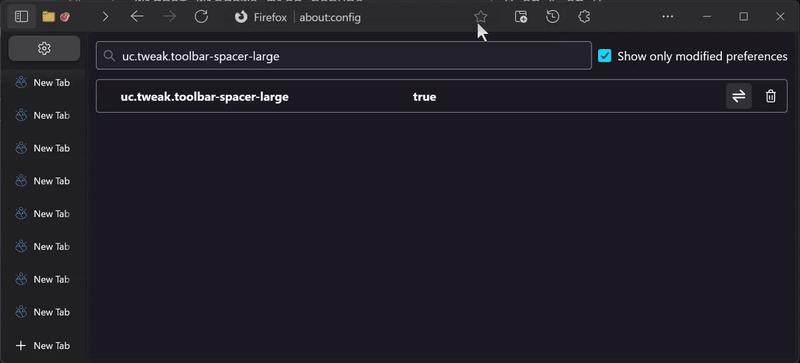 Firefox about:config
uc.tweak.toolbar-spacer-large
Show only modified preferences
uc.tweak.toolbar-spacer-large true
New Tab
New Tab
New Tab
New Tab
New Tab
New Tab
New Tab
New Tab
New Tab